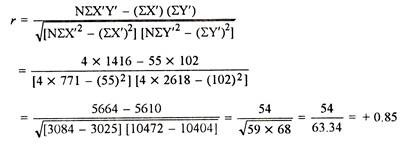 r = NΣX′Y′ – (ΣX′) (ΣY′) / √[NΣX′² – (ΣX′)²] [NΣY′² – (ΣY′)²]
= 4 × 1416 – 55 × 102 / [4 × 771 – (55)²] [4 × 2618 – (102)²]
= 5664 – 5610 / √[3084 – 3025] [10472 – 10404] = 54 / √59 × 68 = 54 / 63.34 = + 0.85